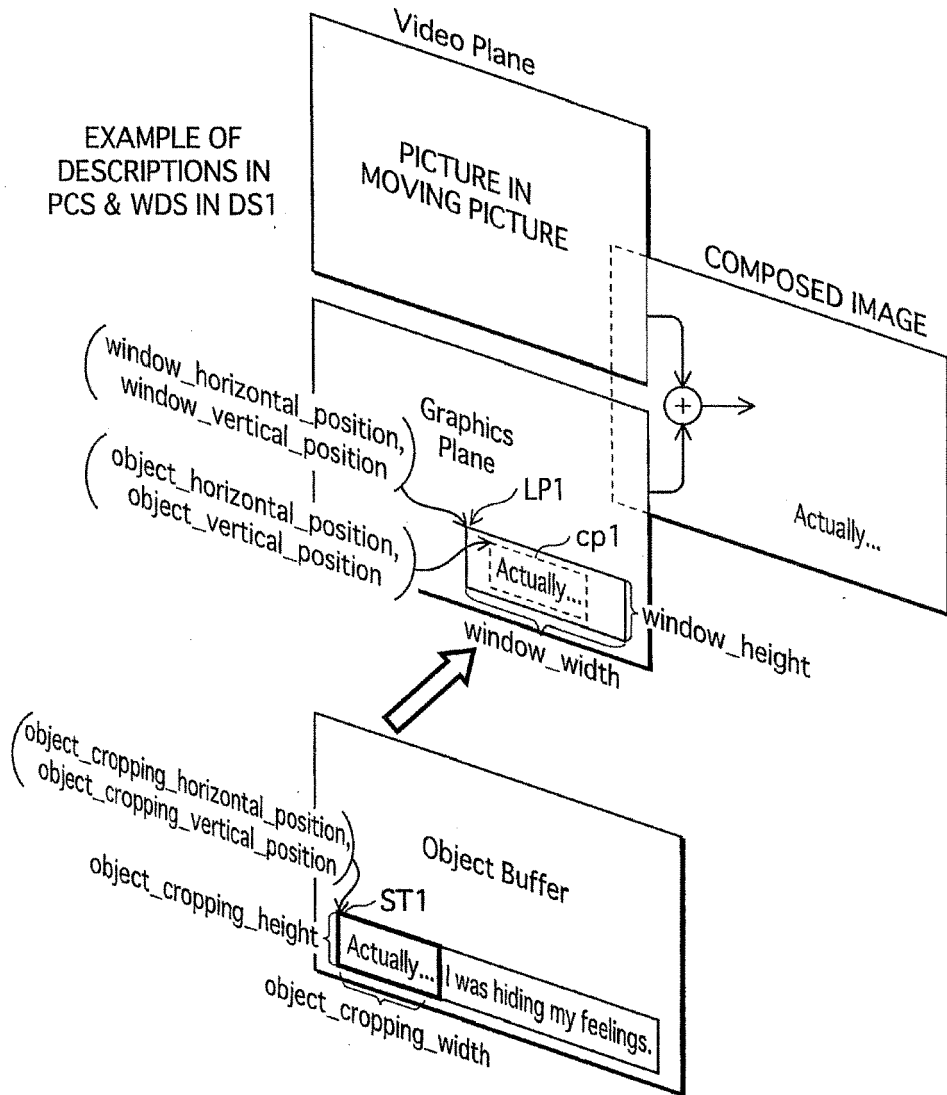 Video Plane
EXAMPLE OF
DESCRIPTIONS IN
PCS & WDS IN DS1
PICTURE IN
MOVING PICTURE
COMPOSED IMAGE
(window_horizontal_position,
window_vertical_position)
Graphics
Plane
(object_horizontal_position,
object_vertical_position)
LP1
cp1
Actually...
Actually...
window_height
window_width
(object_cropping_horizontal_position,
object_cropping_vertical_position)
Object Buffer
ST1
object_cropping_height
Actually... I was hiding my feelings.
object_cropping_width